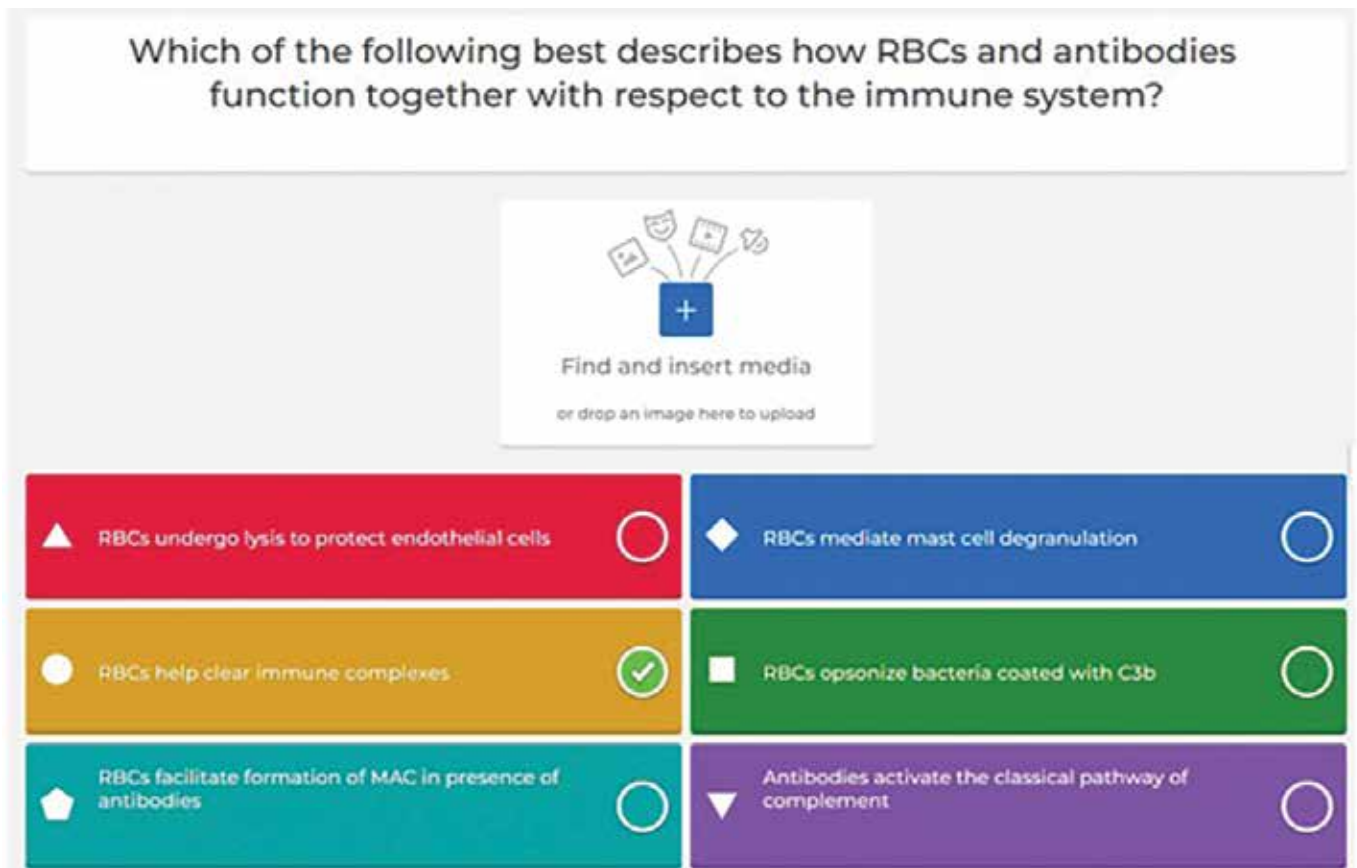 Which of the following best describes how RBCs and antibodies
function together with respect to the immune system?
Find and insert media
or drop an image here to upload
RBCs undergo lysis to protect endothelial cells
RBCs mediate mast cell degranulation
RBCs help clear immune complexes
RBCs opsonize bacteria coated with C3b
RBCs facilitate formation of MAC in presence of
antibodies
Antibodies activate the classical pathway of
complement